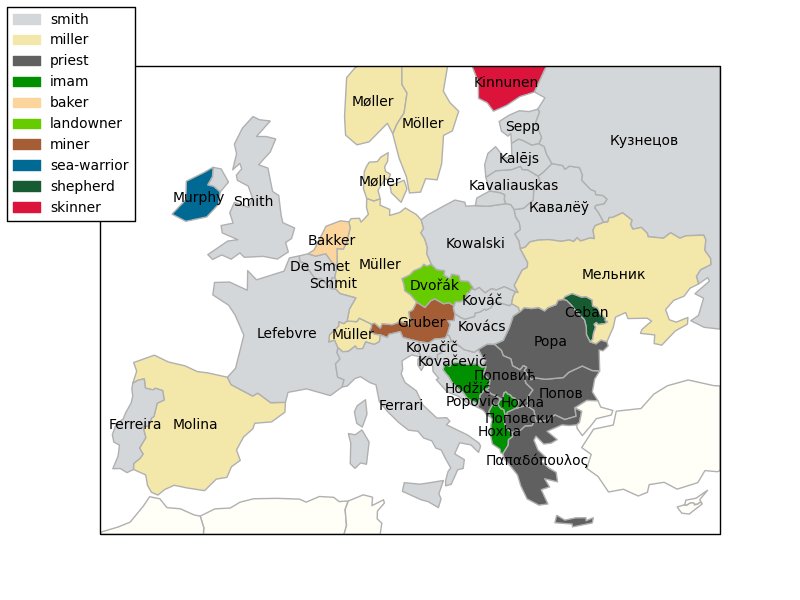 smith
miller
priest
imam
baker
landowner
miner
sea-warrior
shepherd
skinner
Kinnunen
Møller
Möller
Sepp
Кузнецов
Kalējs
Møller
Kavaliauskas
Murphy
Smith
Кавалёў
Bakker
Kowalski
De Smet
Müller
Schmit
Мельник
Dvořák
Kováč
Ceban
Gruber
Kovács
Lefebvre
Müller
Popa
Kovačič
Kovačević
Поповић
Hodžić
Попов
Popović
Hoxha
Ferrari
Поповски
Ferreira
Molina
Hoxha
Παπαδόπουλος